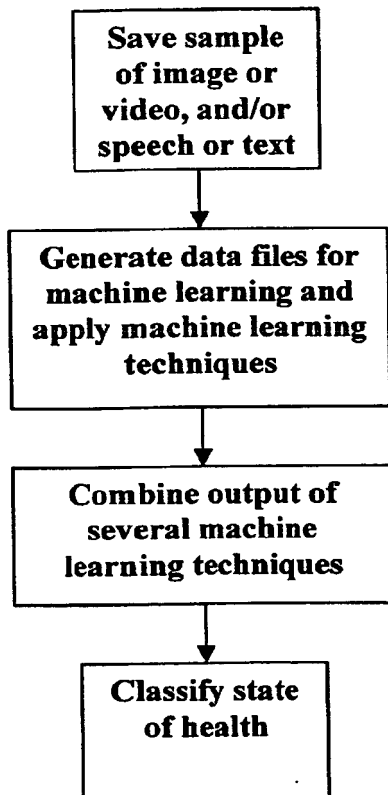 Save sample
of image or
video, and/or
speech or text
Generate data files for
machine learning and
apply machine learning
techniques
Combine output of
several machine
learning techniques
Classify state
of health